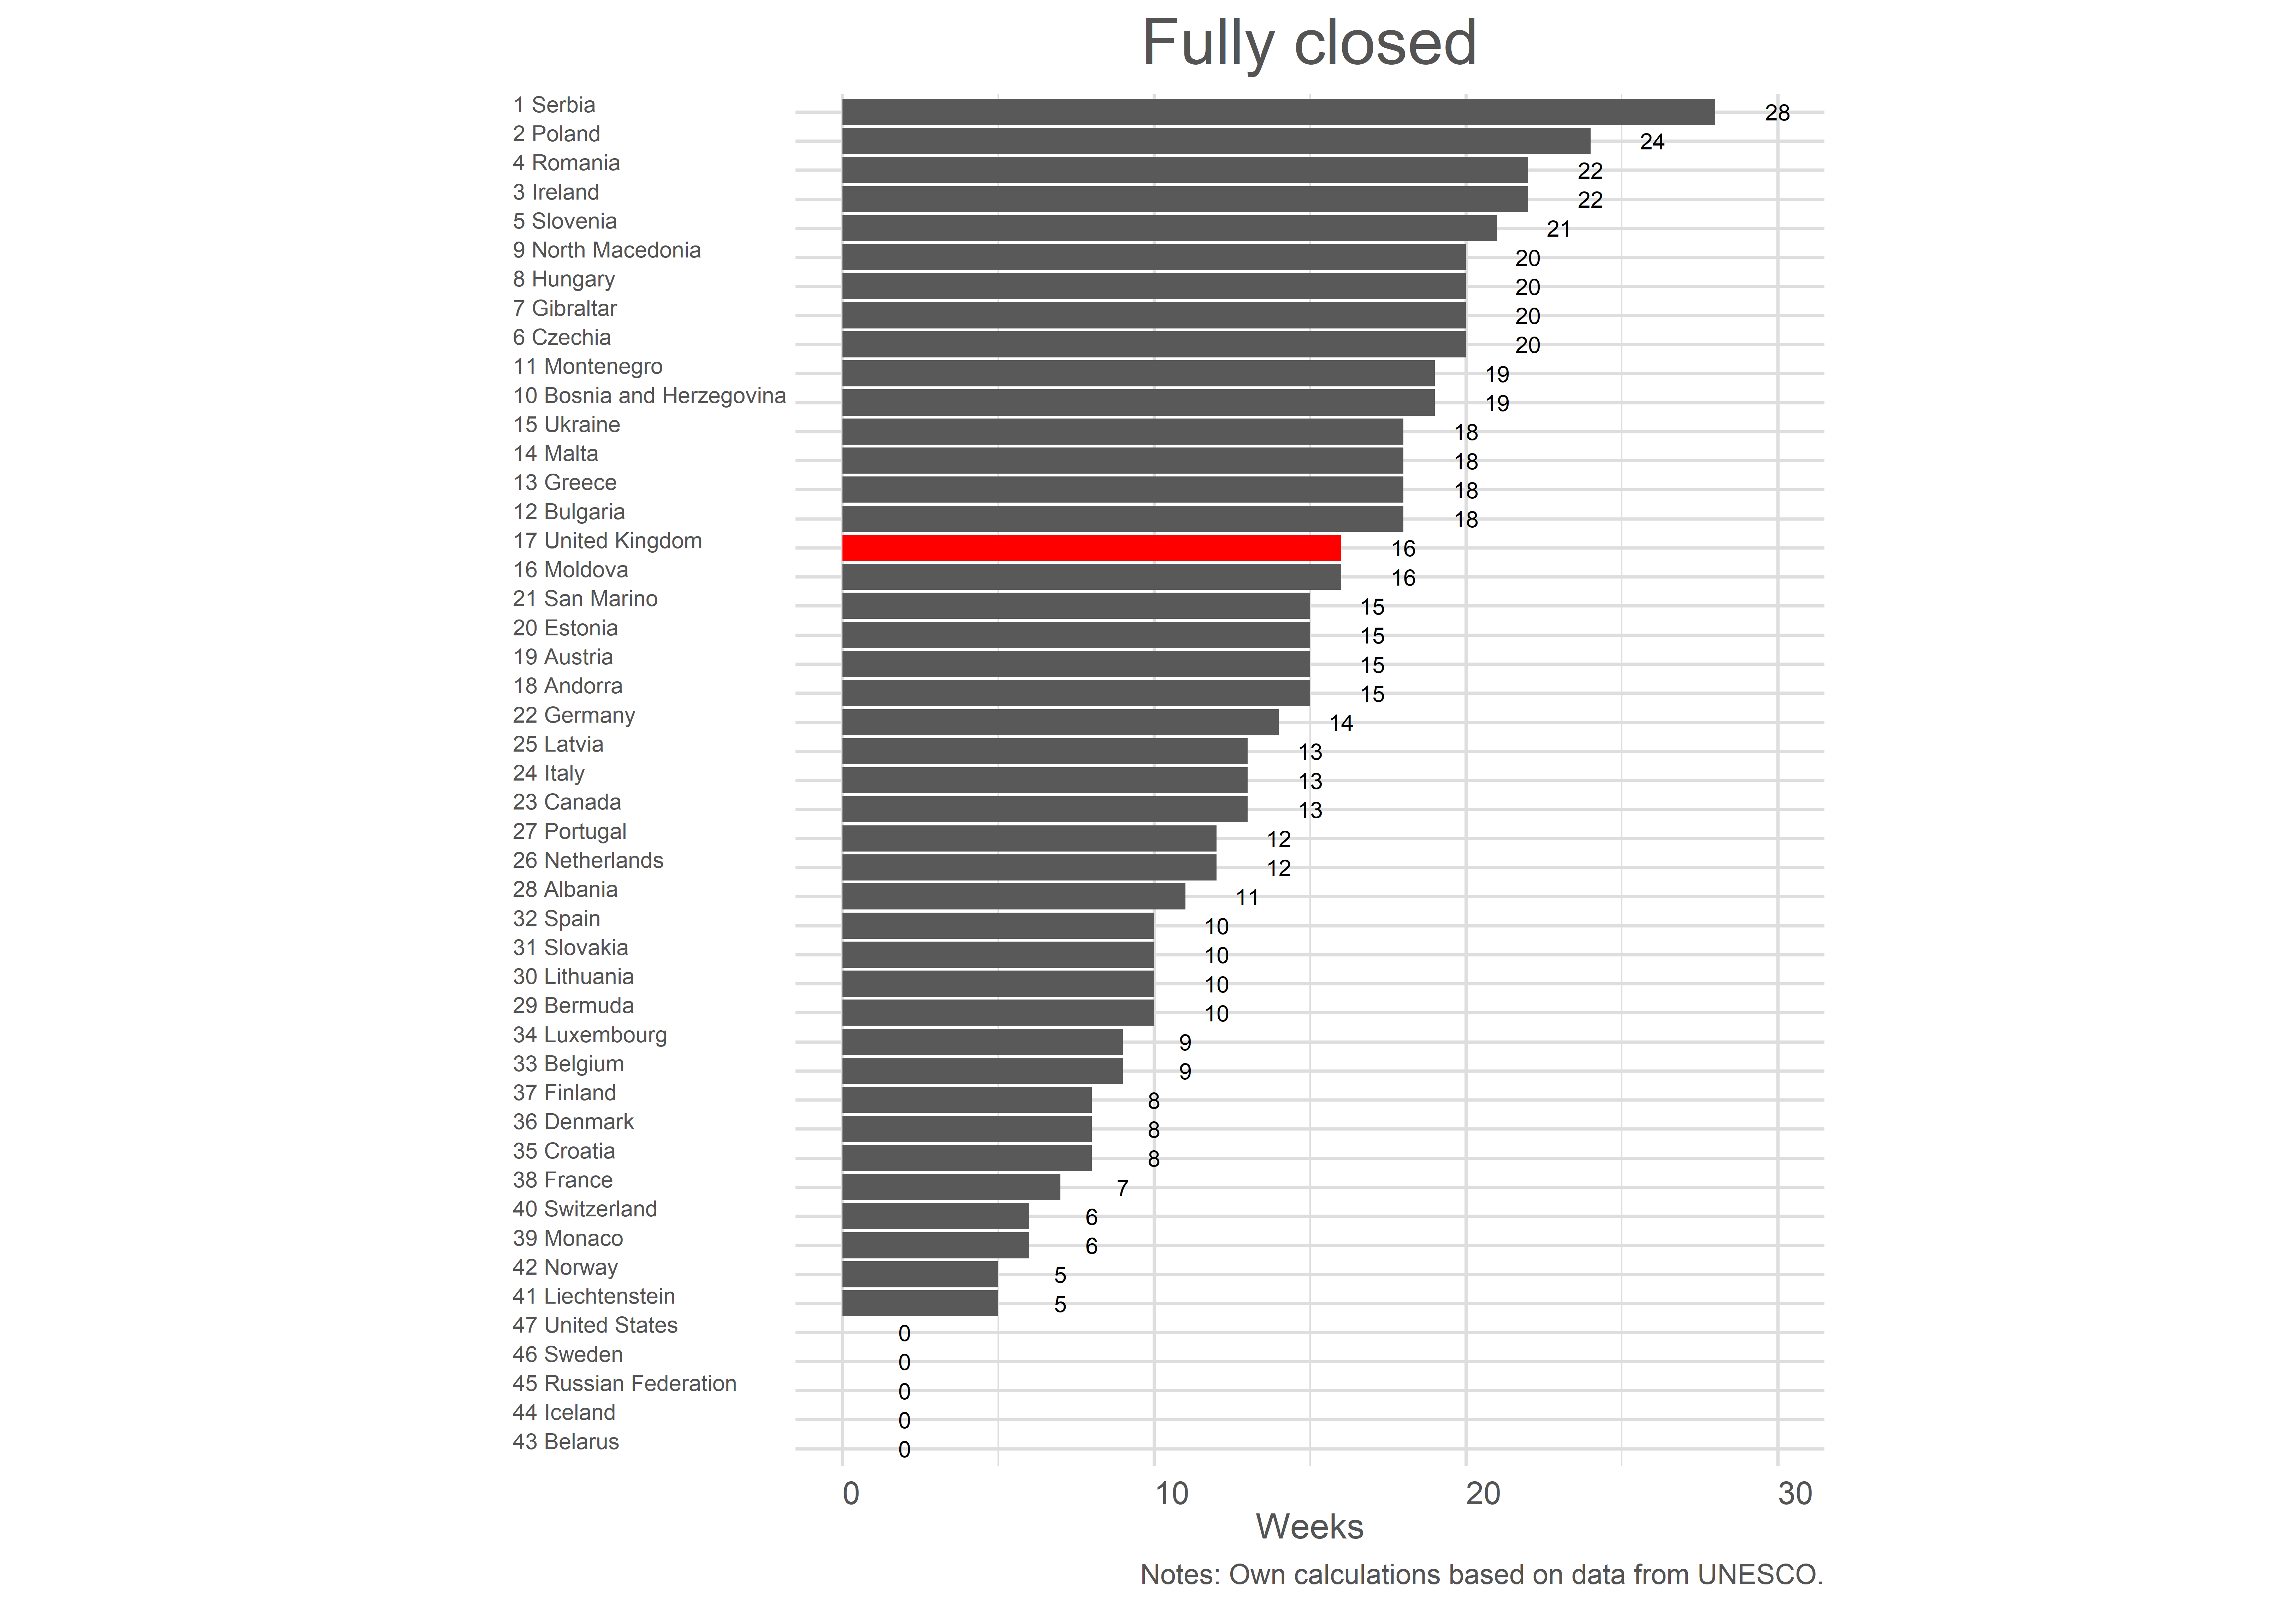 Fully closed
1 Serbia 28
2 Poland 24
4 Romania 22
3 Ireland 22
5 Slovenia 21
9 North Macedonia 20
8 Hungary 20
7 Gibraltar 20
6 Czechia 20
11 Montenegro 19
10 Bosnia and Herzegovina 19
15 Ukraine 18
14 Malta 18
13 Greece 18
12 Bulgaria 18
17 United Kingdom 16
16 Moldova 16
21 San Marino 15
20 Estonia 15
19 Austria 15
18 Andorra 15
22 Germany 14
25 Latvia 13
24 Italy 13
23 Canada 13
27 Portugal 12
26 Netherlands 12
28 Albania 11
32 Spain 10
31 Slovakia 10
30 Lithuania 10
29 Bermuda 10
34 Luxembourg 9
33 Belgium 9
37 Finland 8
36 Denmark 8
35 Croatia 8
38 France 7
40 Switzerland 6
39 Monaco 6
42 Norway 5
41 Liechtenstein 5
47 United States 0
46 Sweden 0
45 Russian Federation 0
44 Iceland 0
43 Belarus 0
0 10 20 30
Weeks
Notes: Own calculations based on data from UNESCO.